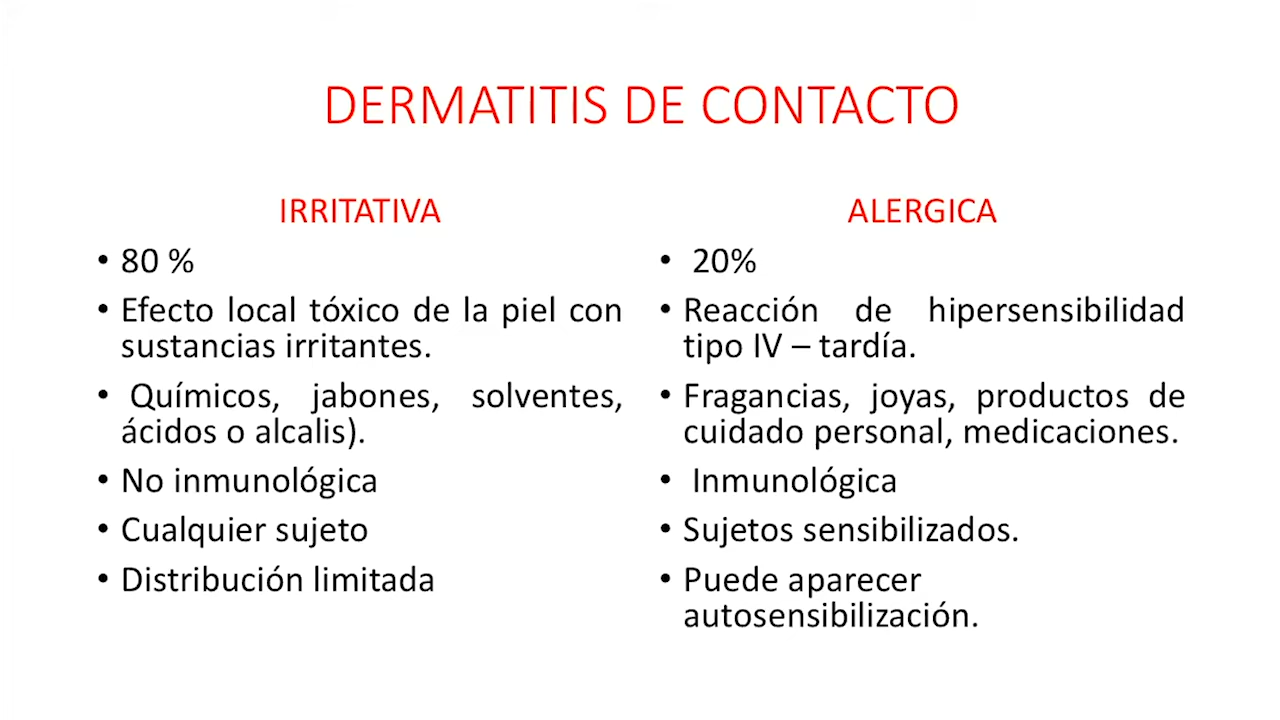 DERMATITIS DE CONTACTO
IRRITATIVA
• 80 %
• Efecto local tóxico de la piel con
sustancias irritantes.
• Químicos, jabones, solventes,
ácidos o alcalis).
• No inmunológica
• Cualquier sujeto
• Distribución limitada
ALERGICA
• 20%
• Reacción de hipersensibilidad
tipo IV – tardía.
• Fragancias, joyas, productos de
cuidado personal, medicaciones.
• Inmunológica
• Sujetos sensibilizados.
• Puede aparecer
autosensibilización.